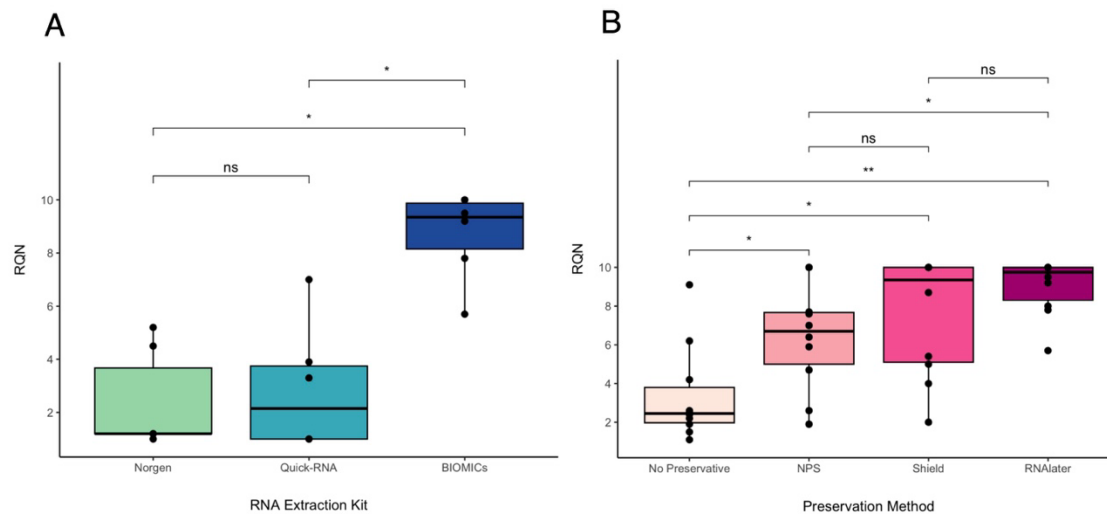 A
*
*
ns
10
8
6
4
2
RQN
Norgen
Quick-RNA
BIOMICs
RNA Extraction Kit
B
ns
*
ns
**
*
*
10
8
6
4
2
RQN
No Preservative
NPS
Shield
RNAlater
Preservation Method